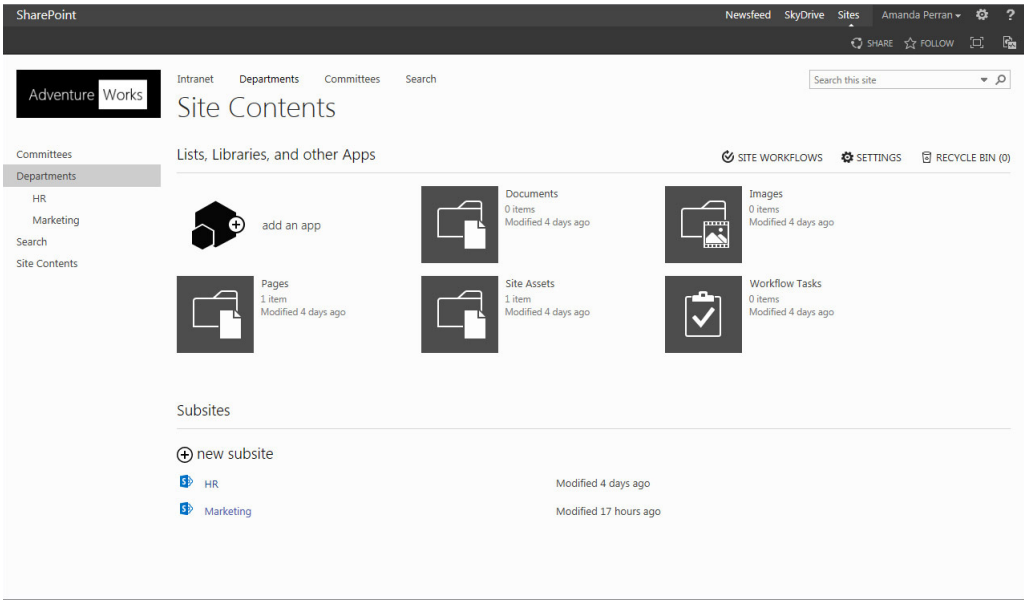 SharePoint
Newsfeed SkyDrive Sites Amanda Perran ?
SHARE FOLLOW
Adventure Works
Intranet Departments Committees Search
Search this site
Site Contents
Committees
Departments
HR
Marketing
Search
Site Contents
Lists, Libraries, and other Apps
SITE WORKFLOWS SETTINGS RECYCLE BIN (0)
add an app
Documents
0 items
Modified 4 days ago
Images
0 items
Modified 4 days ago
Pages
1 item
Modified 4 days ago
Site Assets
1 item
Modified 4 days ago
Workflow Tasks
0 items
Modified 4 days ago
Subsites
new subsite
HR Modified 4 days ago
Marketing Modified 17 hours ago